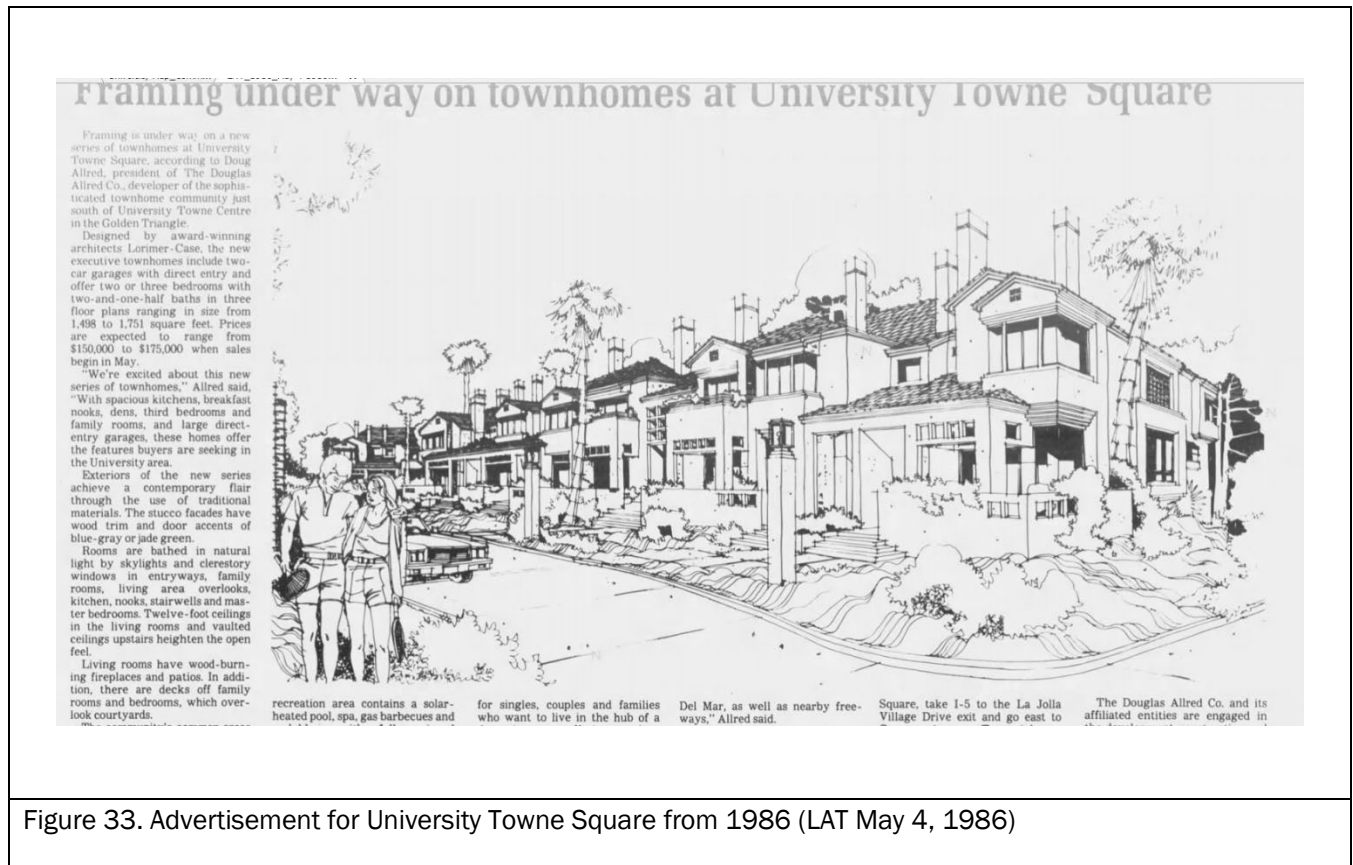 Framing under way on townhomes at University Towne Square
Framing is under way on a new
series of townhomes at University
Towne Square, according to Doug
Allred, president of The Douglas
Allred Co., developer of the sophis-
ticated townhome community just
south of University Towne Centre
in the Golden Triangle.
Designed by award-winning
architects Lorimer-Case, the new
executive townhomes include two-
car garages with direct entry and
offer two or three bedrooms with
two-and-one-half baths in three
floor plans ranging in size from
1,498 to 1,751 square feet. Prices
are expected to range from
$150,000 to $175,000 when sales
begin in May.
"We're excited about this new
series of townhomes," Allred said,
"With spacious kitchens, breakfast
nooks, dens, third bedrooms and
family rooms, and large direct-
entry garages, these homes offer
the features buyers are seeking in
the University area.
Exteriors of the new series
achieve a contemporary flair
through the use of traditional
materials. The stucco facades have
wood trim and door accents of
blue-gray or jade green.
Rooms are bathed in natural
light by skylights and clerestory
windows in entryways, family
rooms, living area overlooks,
kitchen, nooks, stairwells and mas-
ter bedrooms. Twelve-foot ceilings
in the living rooms and vaulted
ceilings upstairs heighten the open
feel.
Living rooms have wood-burn-
ing fireplaces and patios. In addi-
tion, there are decks off family
rooms and bedrooms, which over-
look courtyards.
recreation area contains a solar-
heated pool, spa, gas barbecues and
for singles, couples and families
who want to live in the hub of a
Del Mar, as well as nearby free-
ways," Allred said.
Square, take I-5 to the La Jolla
Village Drive exit and go east to
The Douglas Allred Co. and its
affiliated entities are engaged in
Figure 33. Advertisement for University Towne Square from 1986 (LAT May 4, 1986)